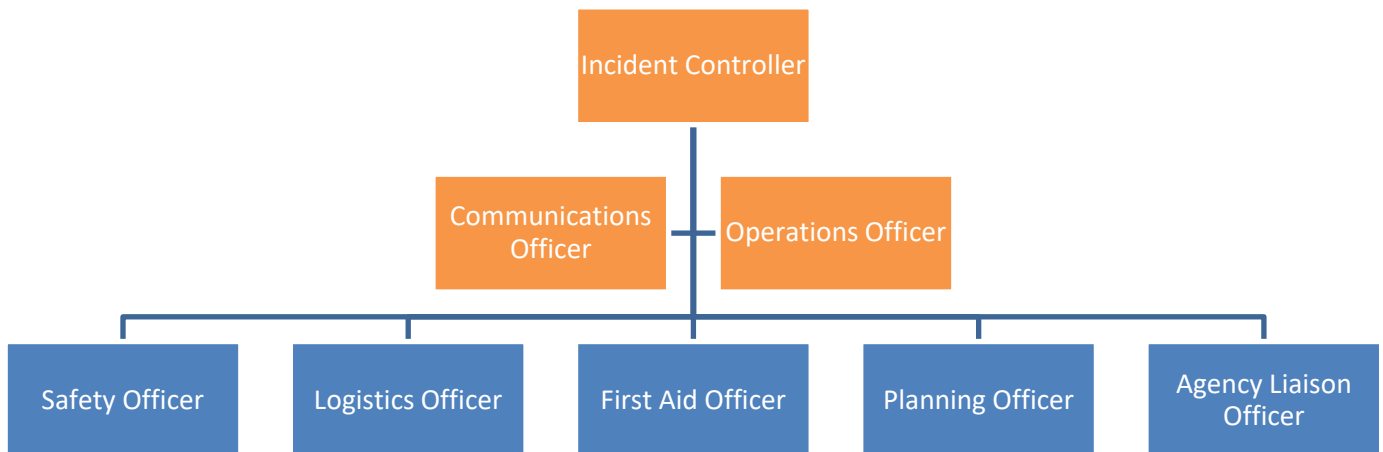 Incident Controller
Communications
Officer
Operations Officer
Safety Officer
Logistics Officer
First Aid Officer
Planning Officer
Agency Liaison
Officer